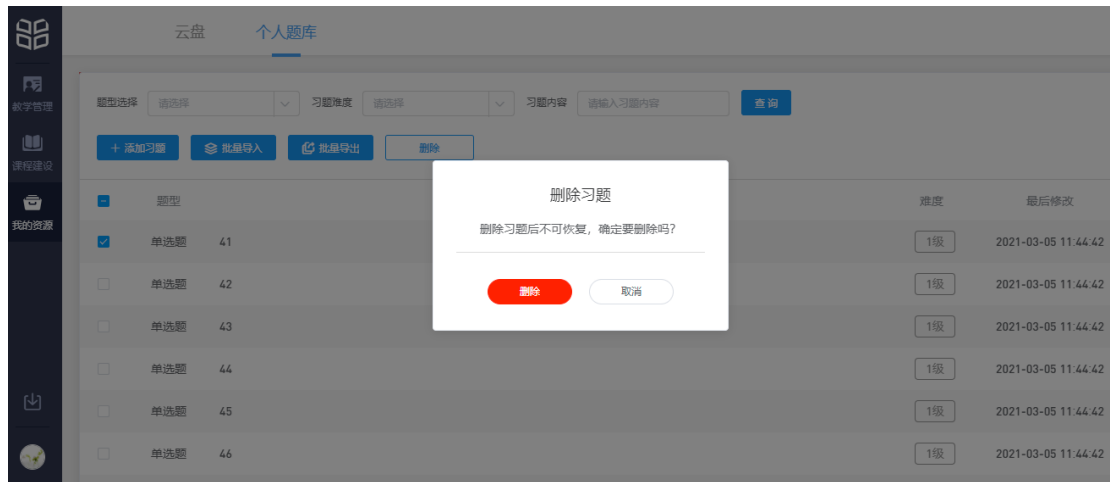 云盘 个人题库
教学管理
题型选择 请选择 习题难度 请选择 习题内容 请输入习题内容 查询
+ 添加习题 批量导入 批量导出 删除
课程建设
我的资源
题型 难度 最后修改
删除习题
删除习题后不可恢复，确定要删除吗？
删除 取消
单选题 41 1级 2021-03-05 11:44:42
单选题 42 1级 2021-03-05 11:44:42
单选题 43 1级 2021-03-05 11:44:42
单选题 44 1级 2021-03-05 11:44:42
单选题 45 1级 2021-03-05 11:44:42
单选题 46 1级 2021-03-05 11:44:42